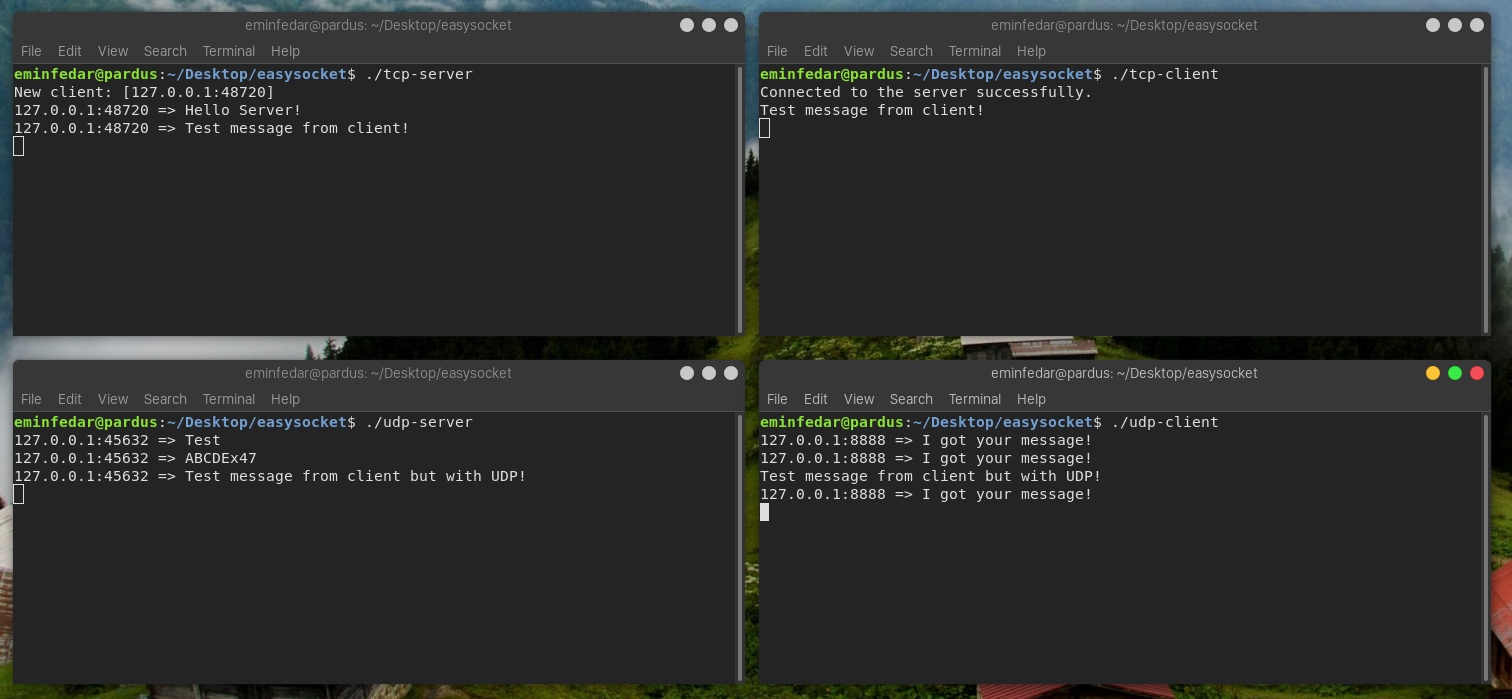 eminfedar@pardus: ~/Desktop/easysocket
File Edit View Search Terminal Help
eminfedar@pardus:~/Desktop/easysocket$ ./tcp-server
New client: [127.0.0.1:48720]
127.0.0.1:48720 => Hello Server!
127.0.0.1:48720 => Test message from client!
eminfedar@pardus: ~/Desktop/easysocket
File Edit View Search Terminal Help
eminfedar@pardus:~/Desktop/easysocket$ ./tcp-client
Connected to the server successfully.
Test message from client!
eminfedar@pardus: ~/Desktop/easysocket
File Edit View Search Terminal Help
eminfedar@pardus:~/Desktop/easysocket$ ./udp-server
127.0.0.1:45632 => Test
127.0.0.1:45632 => ABCDEx47
127.0.0.1:45632 => Test message from client but with UDP!
eminfedar@pardus: ~/Desktop/easysocket
File Edit View Search Terminal Help
eminfedar@pardus:~/Desktop/easysocket$ ./udp-client
127.0.0.1:8888 => I got your message!
127.0.0.1:8888 => I got your message!
Test message from client but with UDP!
127.0.0.1:8888 => I got your message!